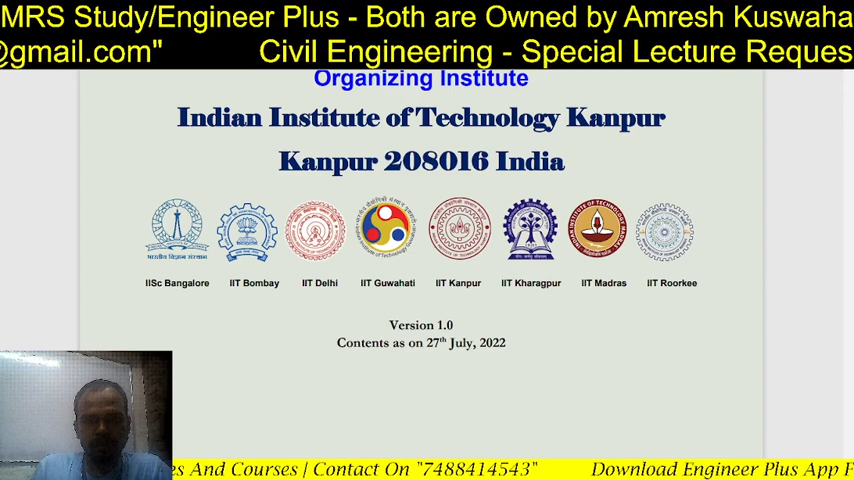 MRS Study/Engineer Plus - Both are Owned by Amresh Kuswaha
@gmail.com" Civil Engineering - Special Lecture Reques
Organizing Institute
Indian Institute of Technology Kanpur
Kanpur 208016 India
भारतीय विज्ञान संस्थान
IISc Bangalore IIT Bombay IIT Delhi IIT Guwahati IIT Kanpur IIT Kharagpur IIT Madras IIT Roorkee
Version 1.0
Contents as on 27th July, 2022
es And Courses | Contact On "7488414543" Download Engineer Plus App F